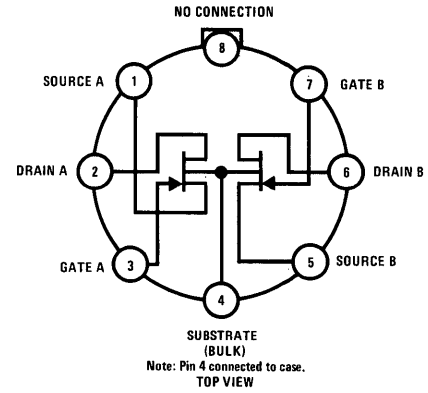 NO CONNECTION
8
SOURCE A
1
7
GATE B
DRAIN A
2
6
DRAIN B
GATE A
3
5
SOURCE B
4
SUBSTRATE
(BULK)
Note: Pin 4 connected to case.
TOP VIEW